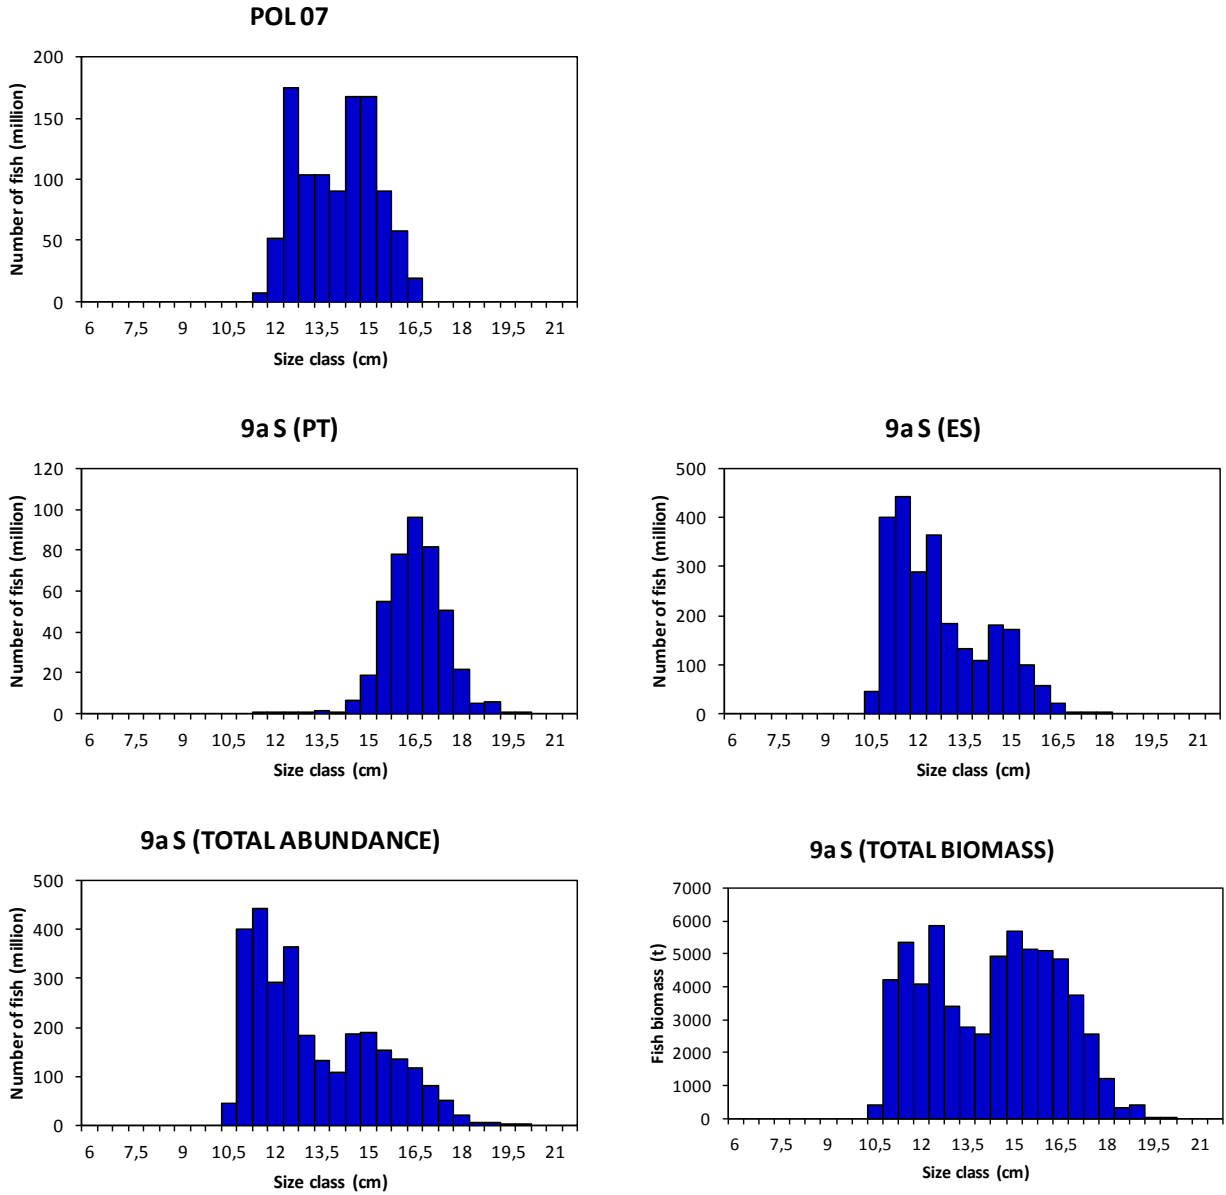 POL 07
Number of fish (million)
200
150
100
50
0
6 7,5 9 10,5 12 13,5 15 16,5 18 19,5 21
Size class (cm)
9a S (PT)
Number of fish (million)
120
100
80
60
40
20
0
6 7,5 9 10,5 12 13,5 15 16,5 18 19,5 21
Size class (cm)
9a S (ES)
Number of fish (million)
500
400
300
200
100
0
6 7,5 9 10,5 12 13,5 15 16,5 18 19,5 21
Size class (cm)
9a S (TOTAL ABUNDANCE)
Number of fish (million)
500
400
300
200
100
0
6 7,5 9 10,5 12 13,5 15 16,5 18 19,5 21
Size class (cm)
9a S (TOTAL BIOMASS)
Fish biomass (t)
7000
6000
5000
4000
3000
2000
1000
0
6 7,5 9 10,5 12 13,5 15 16,5 18 19,5 21
Size class (cm)